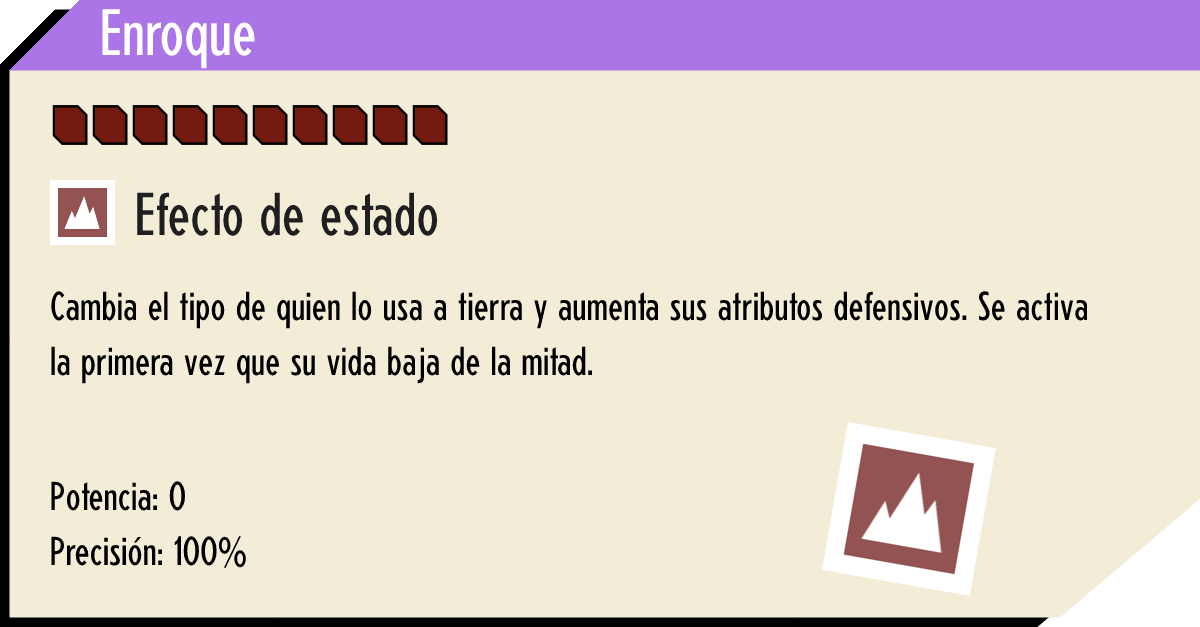 Enroque
Efecto de estado
Cambia el tipo de quien lo usa a tierra y aumenta sus atributos defensivos. Se activa
la primera vez que su vida baja de la mitad.
Potencia: 0
Precisión: 100%